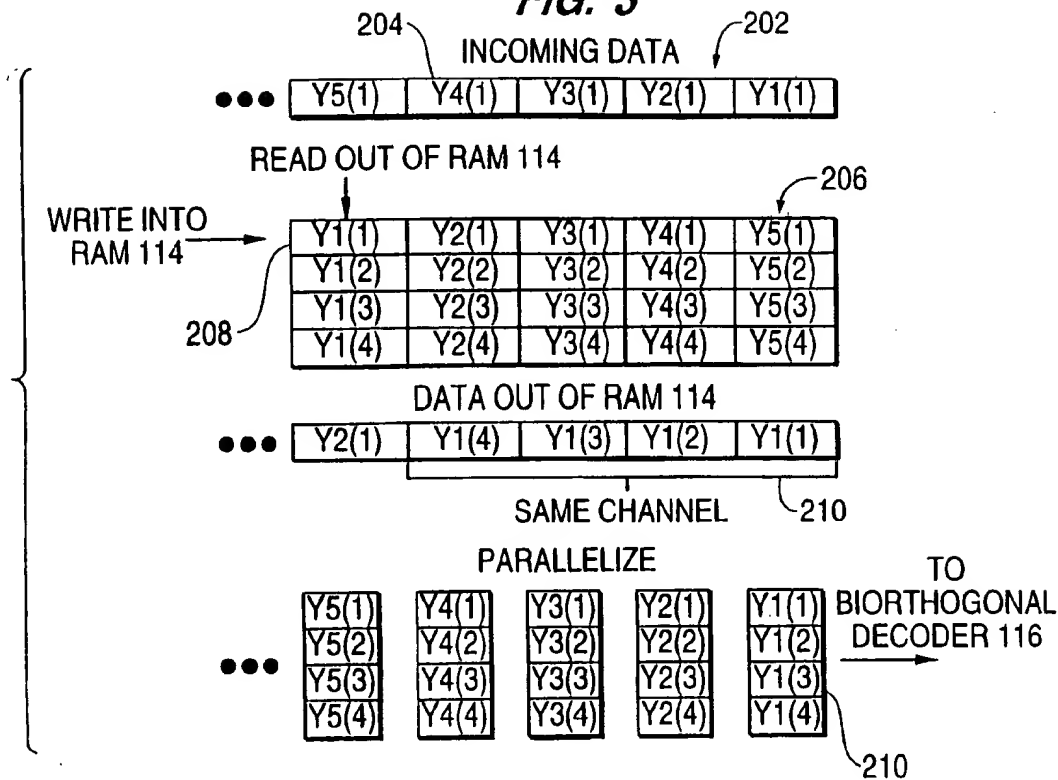 FIG. 3
204
202
INCOMING DATA
Y5(1) Y4(1) Y3(1) Y2(1) Y1(1)
READ OUT OF RAM 114
206
WRITE INTO
RAM 114
Y1(1) Y2(1) Y3(1) Y4(1) Y5(1)
Y1(2) Y2(2) Y3(2) Y4(2) Y5(2)
Y1(3) Y2(3) Y3(3) Y4(3) Y5(3)
208
Y1(4) Y2(4) Y3(4) Y4(4) Y5(4)
DATA OUT OF RAM 114
Y2(1) Y1(4) Y1(3) Y1(2) Y1(1)
SAME CHANNEL
210
PARALLELIZE
TO
BIORTHOGONAL
DECODER 116
Y5(1) Y4(1) Y3(1) Y2(1) Y1(1)
Y5(2) Y4(2) Y3(2) Y2(2) Y1(2)
Y5(3) Y4(3) Y3(3) Y2(3) Y1(3)
Y5(4) Y4(4) Y3(4) Y2(4) Y1(4)
210